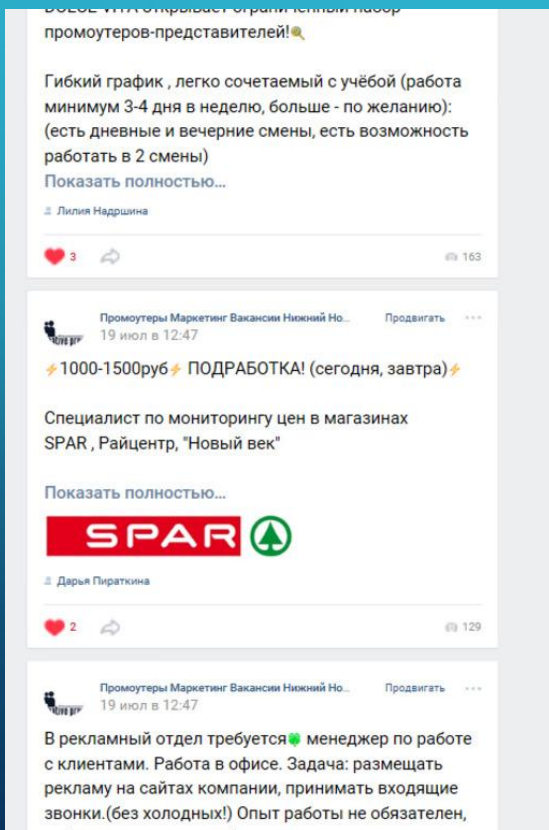 DOLCE VITA открывает ограниченный набор
промоутеров-представителей!
Гибкий график , легко сочетаемый с учёбой (работа
минимум 3-4 дня в неделю, больше - по желанию):
(есть дневные и вечерние смены, есть возможность
работать в 2 смены)
Показать полностью...
Лилия Надршина
3
163
Промоутеры Маркетинг Вакансии Нижний Но...
Продвигать
19 июл в 12:47
1000-1500руб ПОДРАБОТКА! (сегодня, завтра)
Специалист по мониторингу цен в магазинах
SPAR , Райцентр, "Новый век"
Показать полностью...
SPAR
Дарья Пираткина
2
129
Промоутеры Маркетинг Вакансии Нижний Но...
Продвигать
19 июл в 12:47
В рекламный отдел требуется менеджер по работе
с клиентами. Работа в офисе. Задача: размещать
рекламу на сайтах компании, принимать входящие
звонки.(без холодных!) Опыт работы не обязателен,